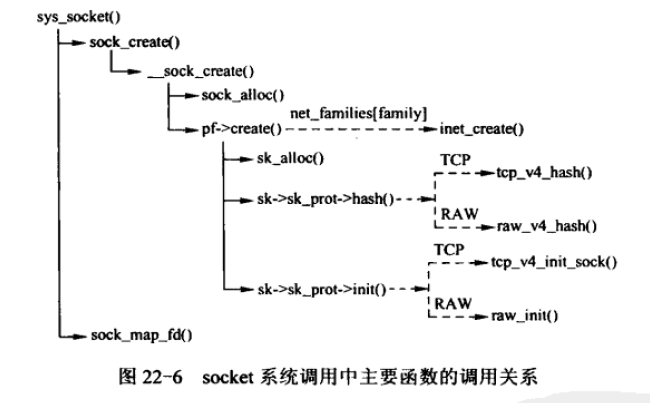 sys_socket()
sock_create()
__sock_create()
sock_alloc()
pf->create()
net_families[family]
inet_create()
sk_alloc()
TCP
tcp_v4_hash()
sk->sk_prot->hash()
RAW
raw_v4_hash()
TCP
tcp_v4_init_sock()
sk->sk_prot->init()
RAW
raw_init()
sock_map_fd()
图 22-6 socket 系统调用中主要函数的调用关系